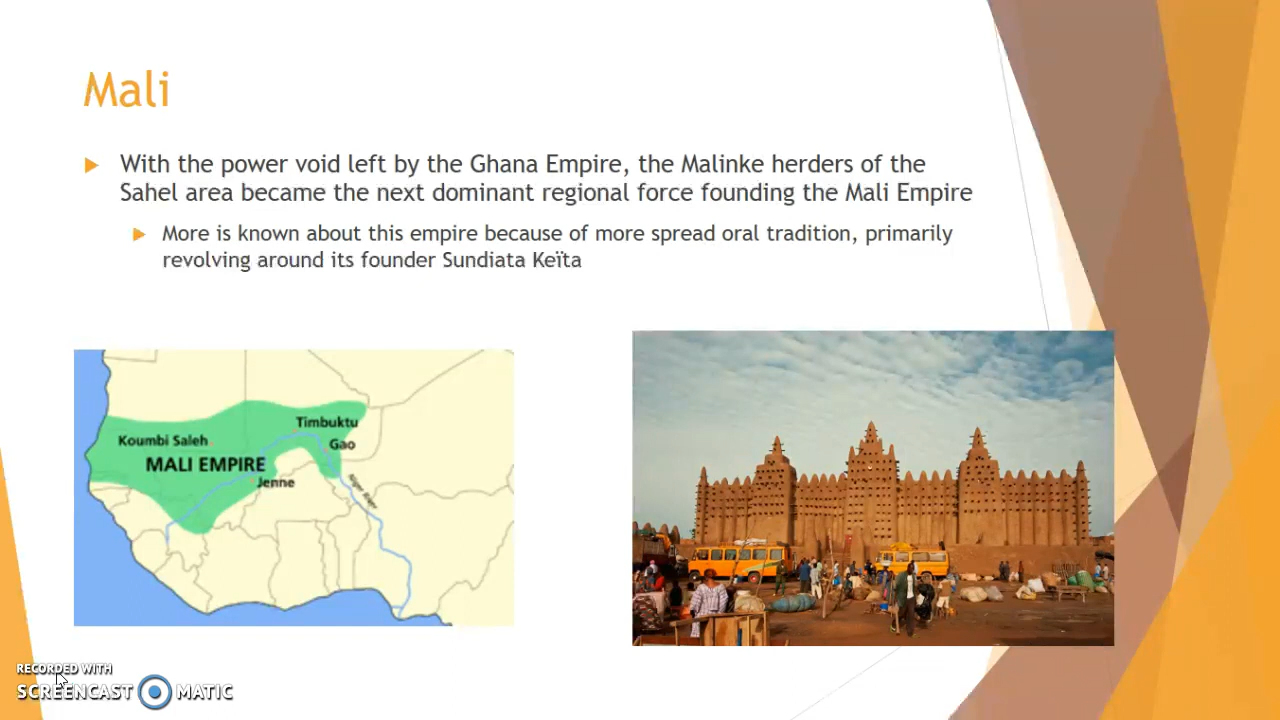 Mali
With the power void left by the Ghana Empire, the Malinke herders of the
Sahel area became the next dominant regional force founding the Mali Empire
More is known about this empire because of more spread oral tradition, primarily
revolving around its founder Sundiata Keïta
Timbuktu
Koumbi Saleh
Gao
MALI EMPIRE
Jenne
Niger River
RECORDED WITH
SCREENCAST MATIC